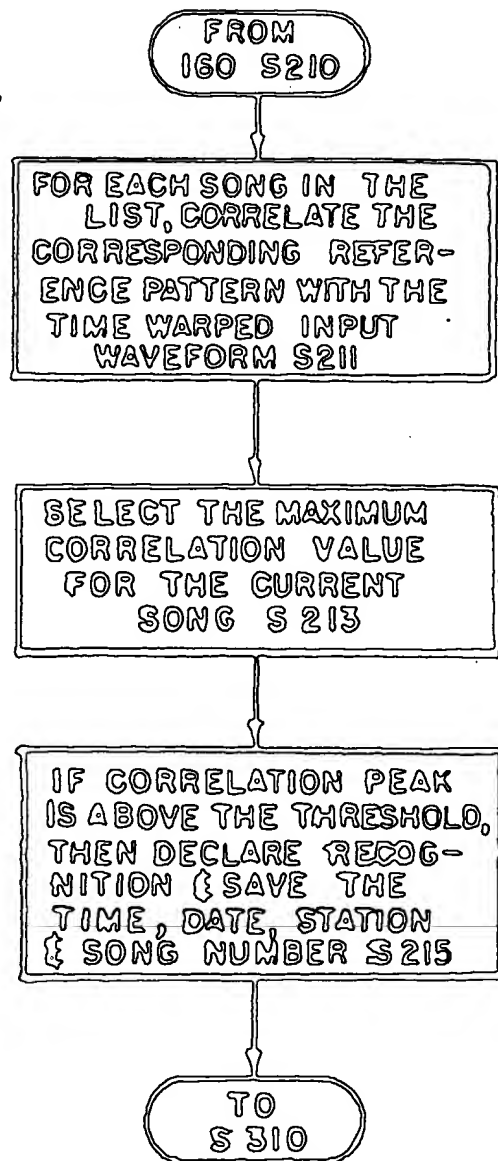 FROM
160 S210
FOR EACH SONG IN THE
LIST, CORRELATE THE
CORRESPONDING REFER-
ENCE PATTERN WITH THE
TIME WARPED INPUT
WAVEFORM S211
SELECT THE MAXIMUM
CORRELATION VALUE
FOR THE CURRENT
SONG S213
IF CORRELATION PEAK
IS ABOVE THE THRESHOLD,
THEN DECLARE RECOG-
NITION & SAVE THE
TIME, DATE, STATION
& SONG NUMBER S215
TO
S310